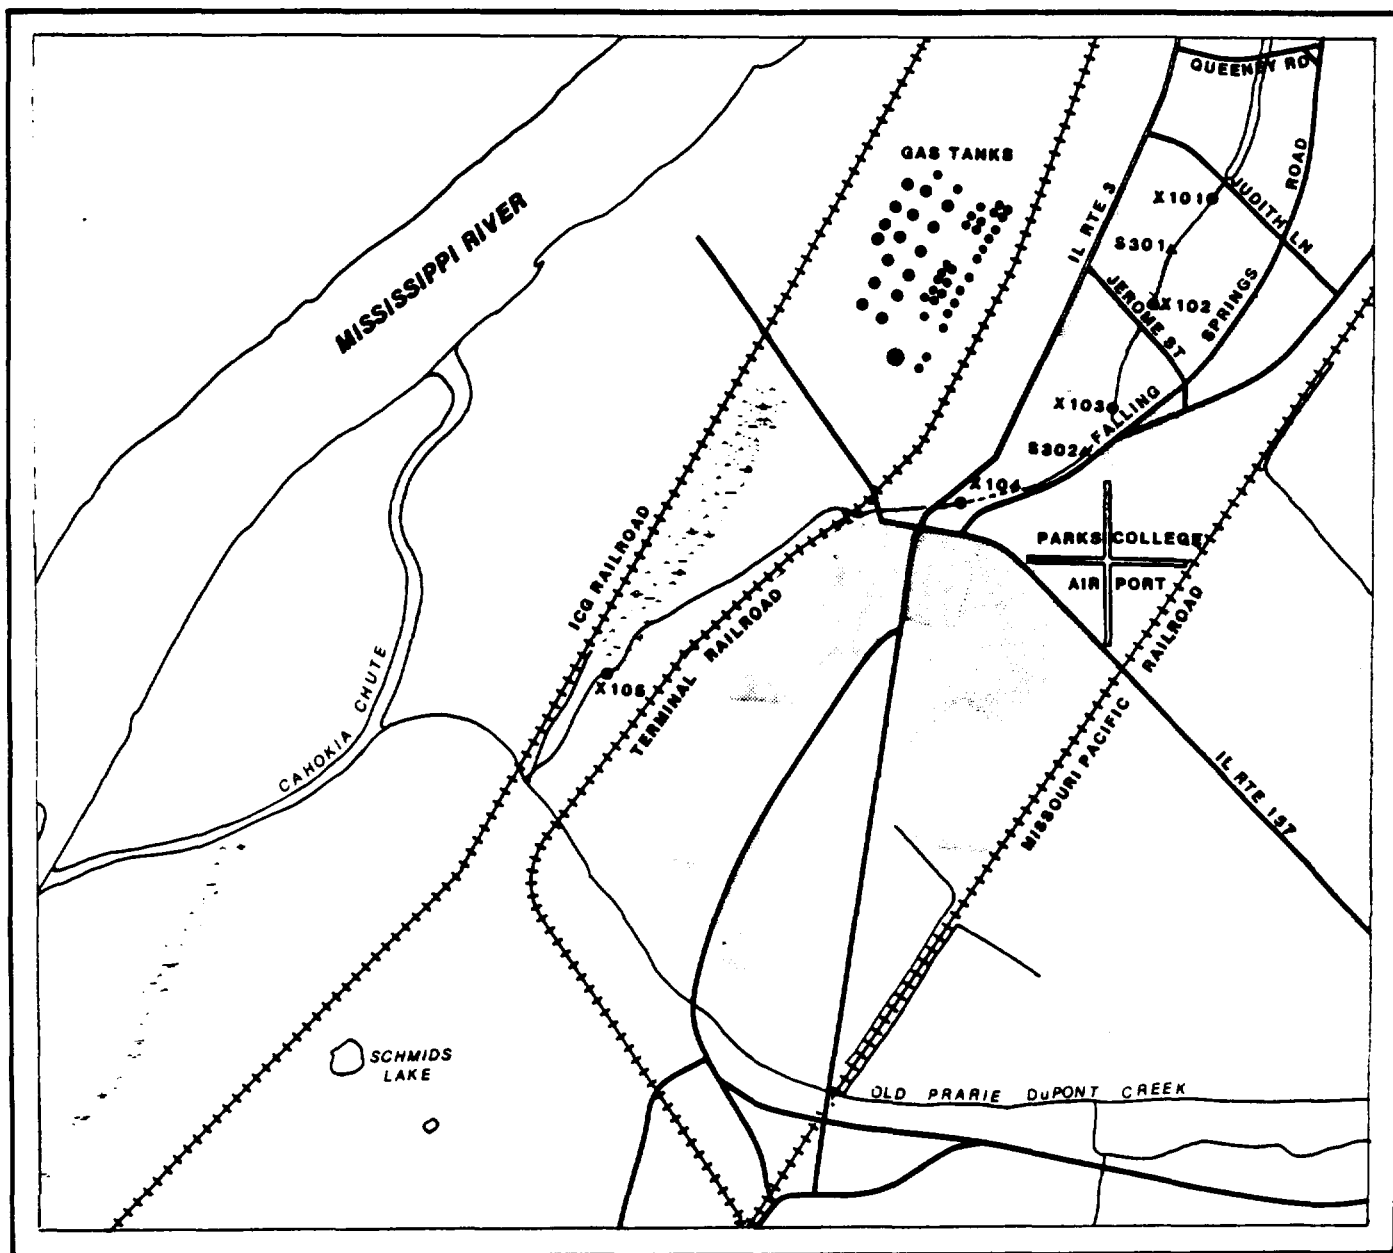 QUEENEY RD
GAS TANKS
ROAD
X101
JUDITH LN
IL RTE 3
MISSISSIPPI RIVER
S301
JEROME ST
X102
SPRINGS
X103
FALLING
S302
X104
PARKS COLLEGE
AIR PORT
ICG RAILROAD
TERMINAL RAILROAD
MISSOURI PACIFIC RAILROAD
X105
CAHOKIA CHUTE
IL RTE 157
SCHMIDS
LAKE
OLD PRARIE DuPONT CREEK